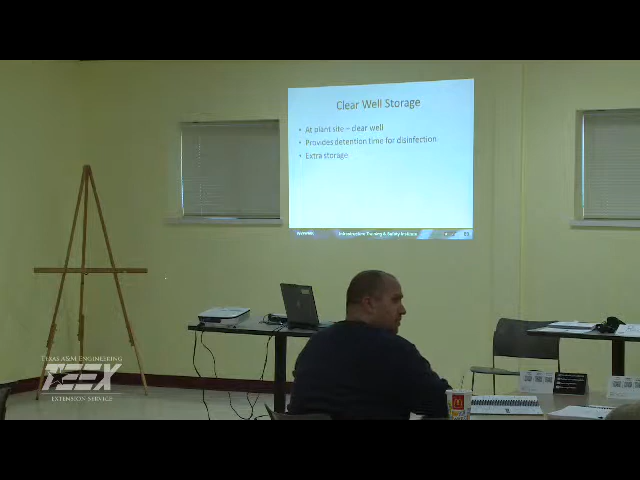 Clear Well Storage
• At plant site – clear well
• Provides detention time for disinfection
• Extra storage
Infrastructure Training & Safety Institute
TEXAS A&M ENGINEERING
TEEX
EXTENSION SERVICE